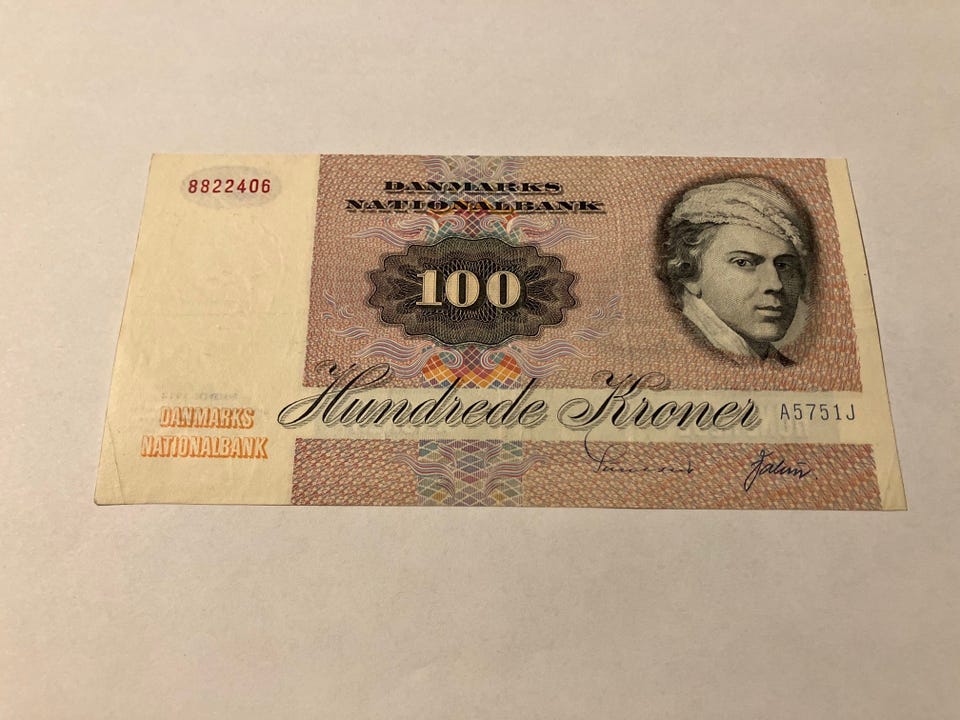 8822406
DANMARKS
NATIONALBANK
100
Hundrede Kroner
A5751J
DANMARKS
NATIONALBANK